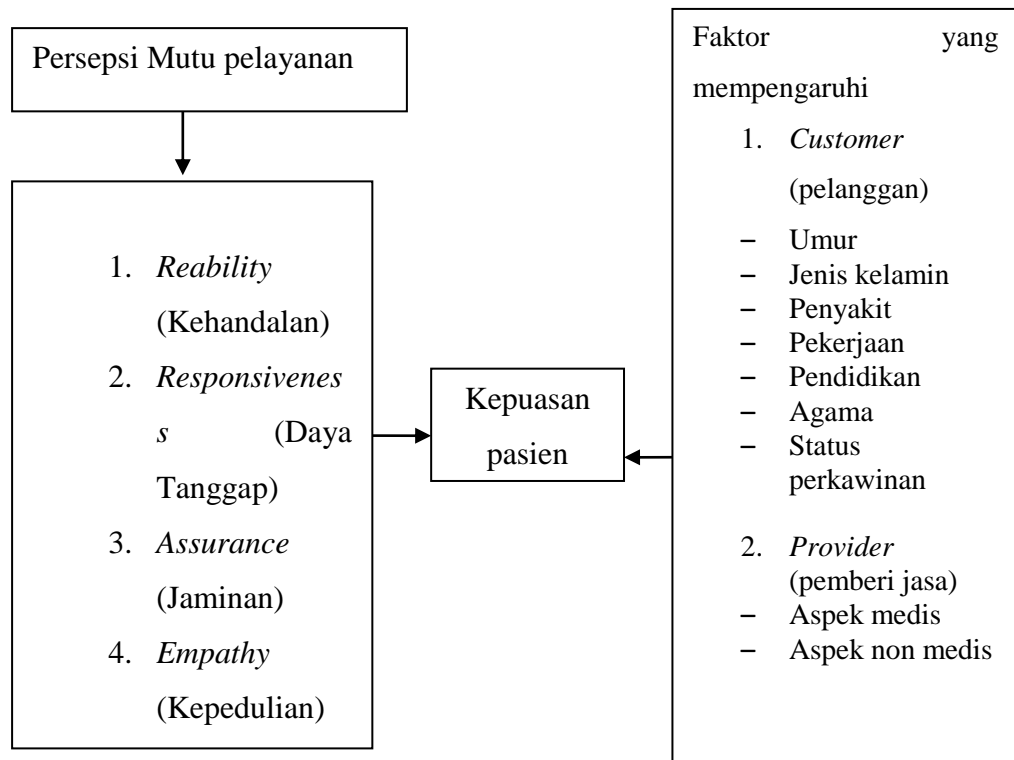 Persepsi Mutu pelayanan
1. Reability
(Kehandalan)
2. Responsivenes
s (Daya
Tanggap)
3. Assurance
(Jaminan)
4. Empathy
(Kepedulian)
Kepuasan
pasien
Faktor yang
mempengaruhi
1. Customer
(pelanggan)
– Umur
– Jenis kelamin
– Penyakit
– Pekerjaan
– Pendidikan
– Agama
– Status
perkawinan
2. Provider
(pemberi jasa)
– Aspek medis
– Aspek non medis